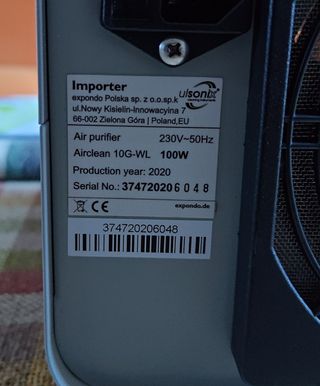 Importer
expondo Polska sp. z o.o.sp.k
ul.Nowy Kisielin-Innowacyjna 7
66-002 Zielona Góra | Poland,EU
ulsonix
Air purifier 230V~50Hz
Airclean 10G-WL 100W
Production year: 2020
Serial No.: 374720206048
CE expondo.de
374720206048